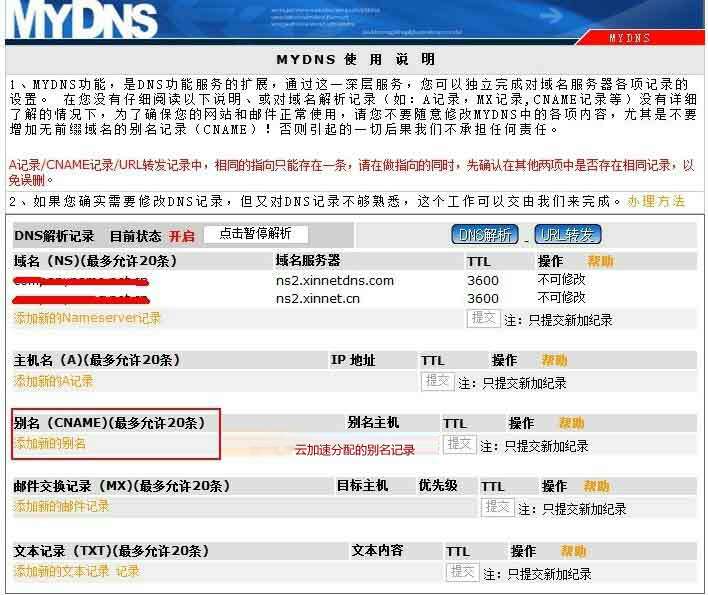 MYDNS
MYDNS
MYDNS 使 用 说 明
1、MYDNS功能，是DNS功能服务的扩展，通过这一深层服务，您可以独立完成对域名服务器各项记录的
设置。 在您没有仔细阅读以下说明、或对域名解析记录（如：A记录，MX记录,CNAME记录等）没有详细
了解的情况下，为了确保您的网站和邮件正常使用，请您不要随意修改MYDNS中的各项内容，尤其是不要
增加无前缀域名的别名记录（CNAME）！否则引起的一切后果我们不承担任何责任。
A记录/CNAME记录/URL转发记录中，相同的指向只能存在一条，请在做指向的同时，先确认在其他两项中是否存在相同记录，以
免误删。
2、如果您确实需要修改DNS记录，但又对DNS记录不够熟悉，这个工作可以交由我们来完成。办理方法
DNS解析记录 目前状态 开启 点击暂停解析 DNS解析 - URL转发
域名（NS）(最多允许20条) 域名服务器 TTL 操作 帮助
ns2.xinnetdns.com 3600 不可修改
ns2.xinnet.cn 3600 不可修改
添加新的Nameserver记录 提交 注：只提交新加纪录
主机名（A）(最多允许20条) IP 地址 TTL 操作 帮助
添加新的A记录 提交 注：只提交新加纪录
别名（CNAME）(最多允许20条) 别名主机 TTL 操作 帮助
添加新的别名 云加速分配的别名记录 提交 注：只提交新加纪录
邮件交换记录（MX）(最多允许20条) 目标主机 优先级 TTL 操作 帮助
添加新的邮件记录 提交 注：只提交新加纪录
文本记录（TXT）(最多允许20条) 文本内容 TTL 操作 帮助
添加新的文本记录 记录 提交 注：只提交新加纪录